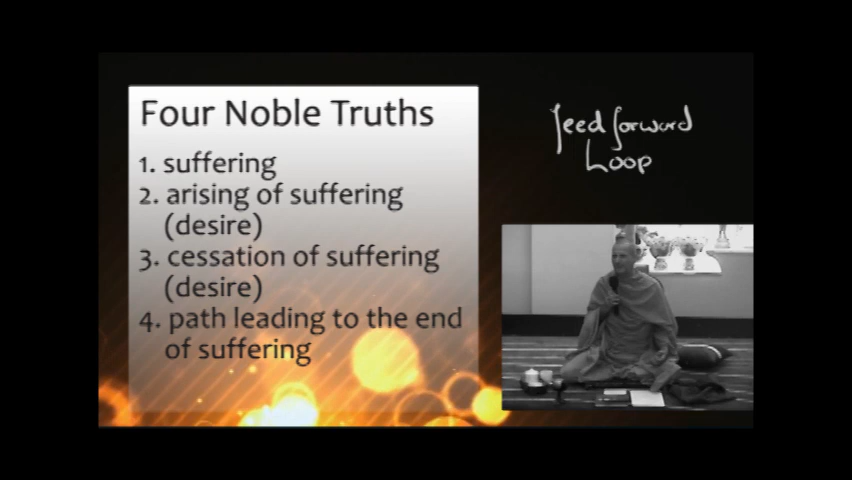 Four Noble Truths
1. suffering
2. arising of suffering
(desire)
3. cessation of suffering
(desire)
4. path leading to the end
of suffering
feed forward
Loop